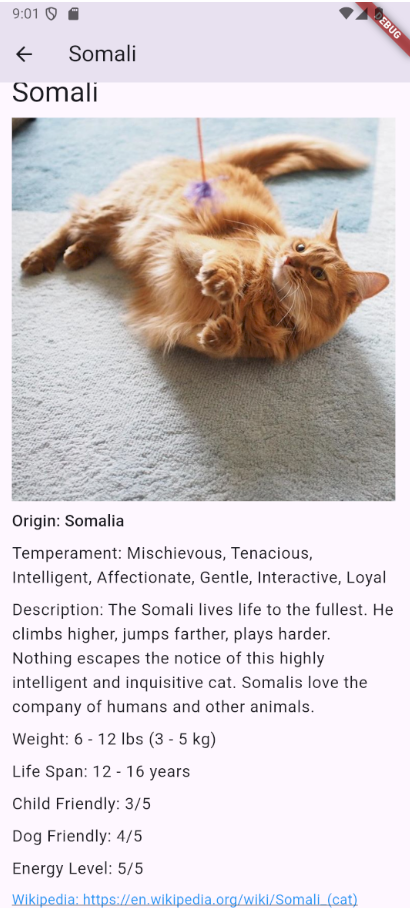 9:01
DEBUG
Somali
Somali
Origin: Somalia
Temperament: Mischievous, Tenacious,
Intelligent, Affectionate, Gentle, Interactive, Loyal
Description: The Somali lives life to the fullest. He
climbs higher, jumps farther, plays harder.
Nothing escapes the notice of this highly
intelligent and inquisitive cat. Somalis love the
company of humans and other animals.
Weight: 6 - 12 lbs (3 - 5 kg)
Life Span: 12 - 16 years
Child Friendly: 3/5
Dog Friendly: 4/5
Energy Level: 5/5
Wikipedia: https://en.wikipedia.org/wiki/Somali_(cat)